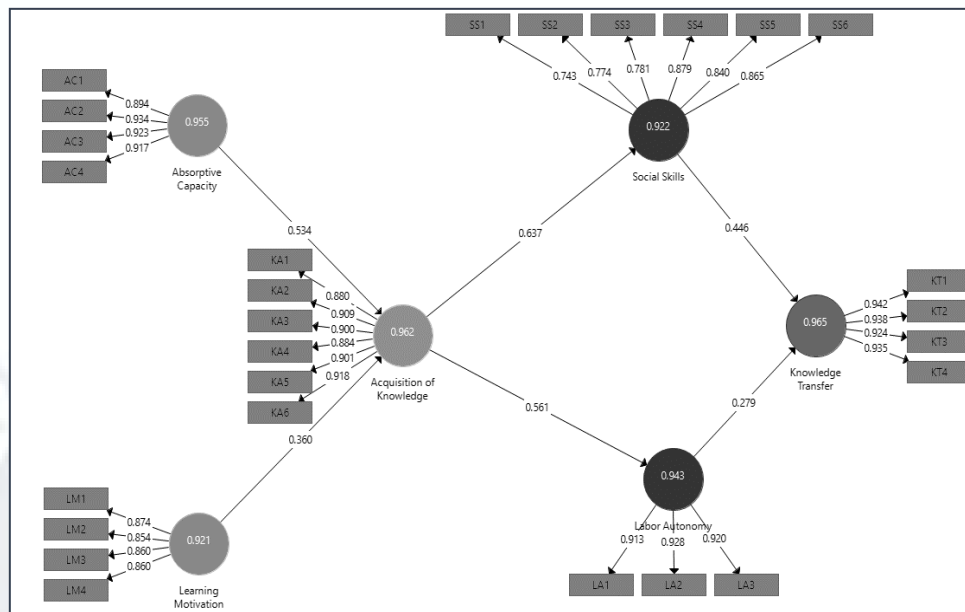 SS1
SS2
SS3
SS4
SS5
SS6
0.743
0.774
0.781
0.879
0.840
0.865
0.922
Social Skills
AC1
AC2
AC3
AC4
0.894
0.934
0.923
0.917
0.955
Absorptive
Capacity
0.534
0.637
0.446
KA1
KA2
KA3
KA4
KA5
KA6
0.880
0.909
0.900
0.884
0.901
0.918
0.962
Acquisition of
Knowledge
0.360
0.561
0.279
0.965
Knowledge
Transfer
0.942
0.938
0.924
0.935
KT1
KT2
KT3
KT4
LM1
LM2
LM3
LM4
0.874
0.854
0.860
0.860
0.921
Learning
Motivation
0.943
Labor Autonomy
0.913
0.928
0.920
LA1
LA2
LA3